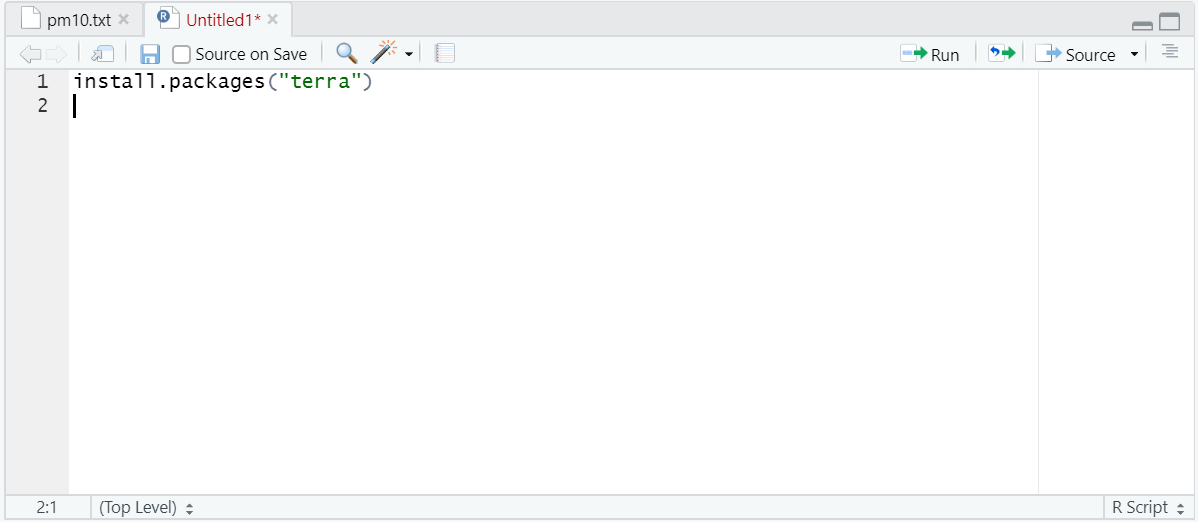 pm10.txt Untitled1*
Source on Save Run Source
1 install.packages("terra")
2
2:1 (Top Level) R Script